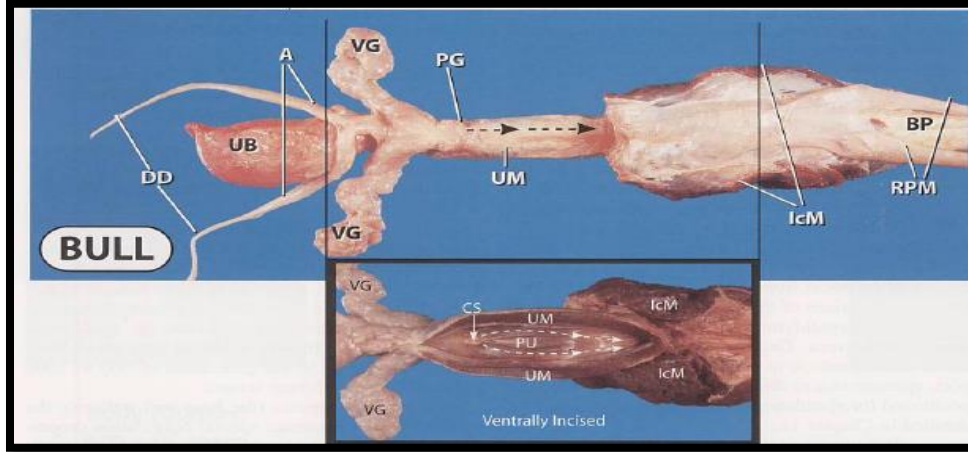 VG
A
PG
UB
BP
DD
UM
RPM
VG
IcM
BULL
VG
IcM
CS
UM
PU
UM
IcM
VG
Ventrally Incised